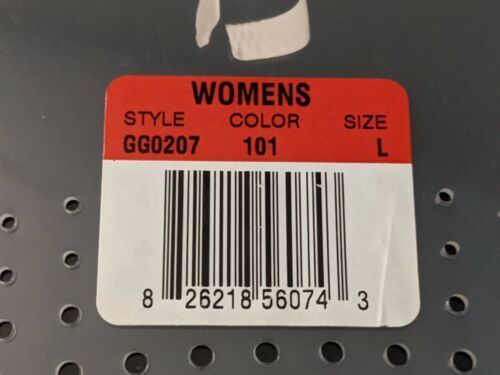 WOMENS
STYLE COLOR SIZE
GG0207 101 L
8 26218 56074 3